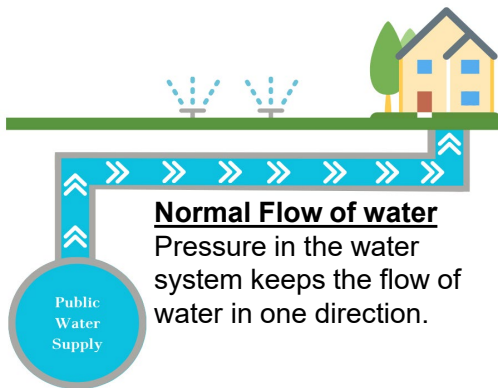 Normal Flow of water
Pressure in the water
system keeps the flow of
water in one direction.
Public
Water
Supply